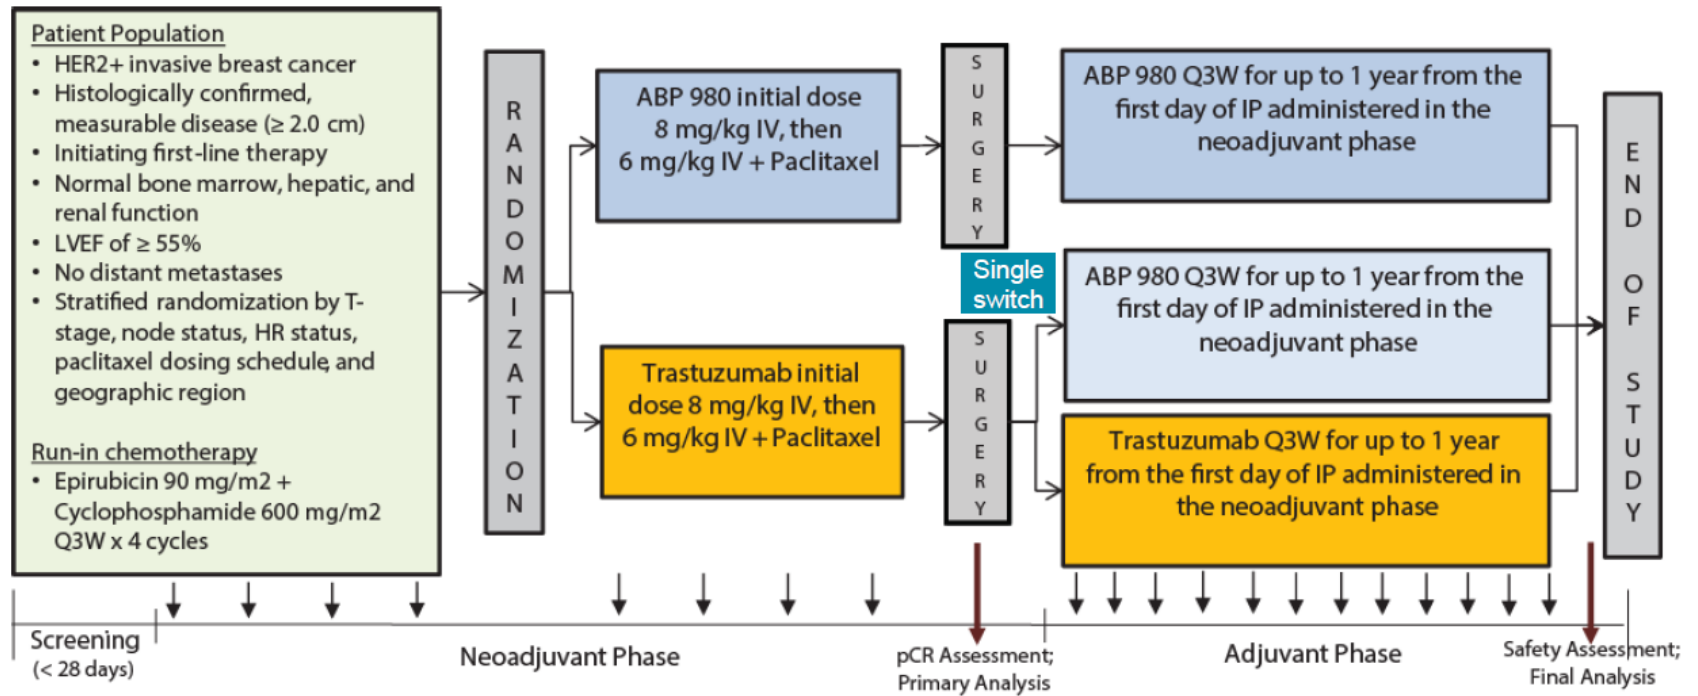 Patient Population
• HER2+ invasive breast cancer
• Histologically confirmed,
measurable disease (≥ 2.0 cm)
• Initiating first-line therapy
• Normal bone marrow, hepatic, and
renal function
• LVEF of ≥ 55%
• No distant metastases
• Stratified randomization by T-
stage, node status, HR status,
paclitaxel dosing schedule, and
geographic region
Run-in chemotherapy
• Epirubicin 90 mg/m2 +
Cyclophosphamide 600 mg/m2
Q3W x 4 cycles
RANDOMIZATION
ABP 980 initial dose
8 mg/kg IV, then
6 mg/kg IV + Paclitaxel
Trastuzumab initial
dose 8 mg/kg IV, then
6 mg/kg IV + Paclitaxel
SURGERY
Single
switch
SURGERY
ABP 980 Q3W for up to 1 year from the
first day of IP administered in the
neoadjuvant phase
ABP 980 Q3W for up to 1 year from the
first day of IP administered in the
neoadjuvant phase
Trastuzumab Q3W for up to 1 year
from the first day of IP administered in
the neoadjuvant phase
END OF STUDY
Screening
(< 28 days)
Neoadjuvant Phase
pCR Assessment;
Primary Analysis
Adjuvant Phase
Safety Assessment;
Final Analysis